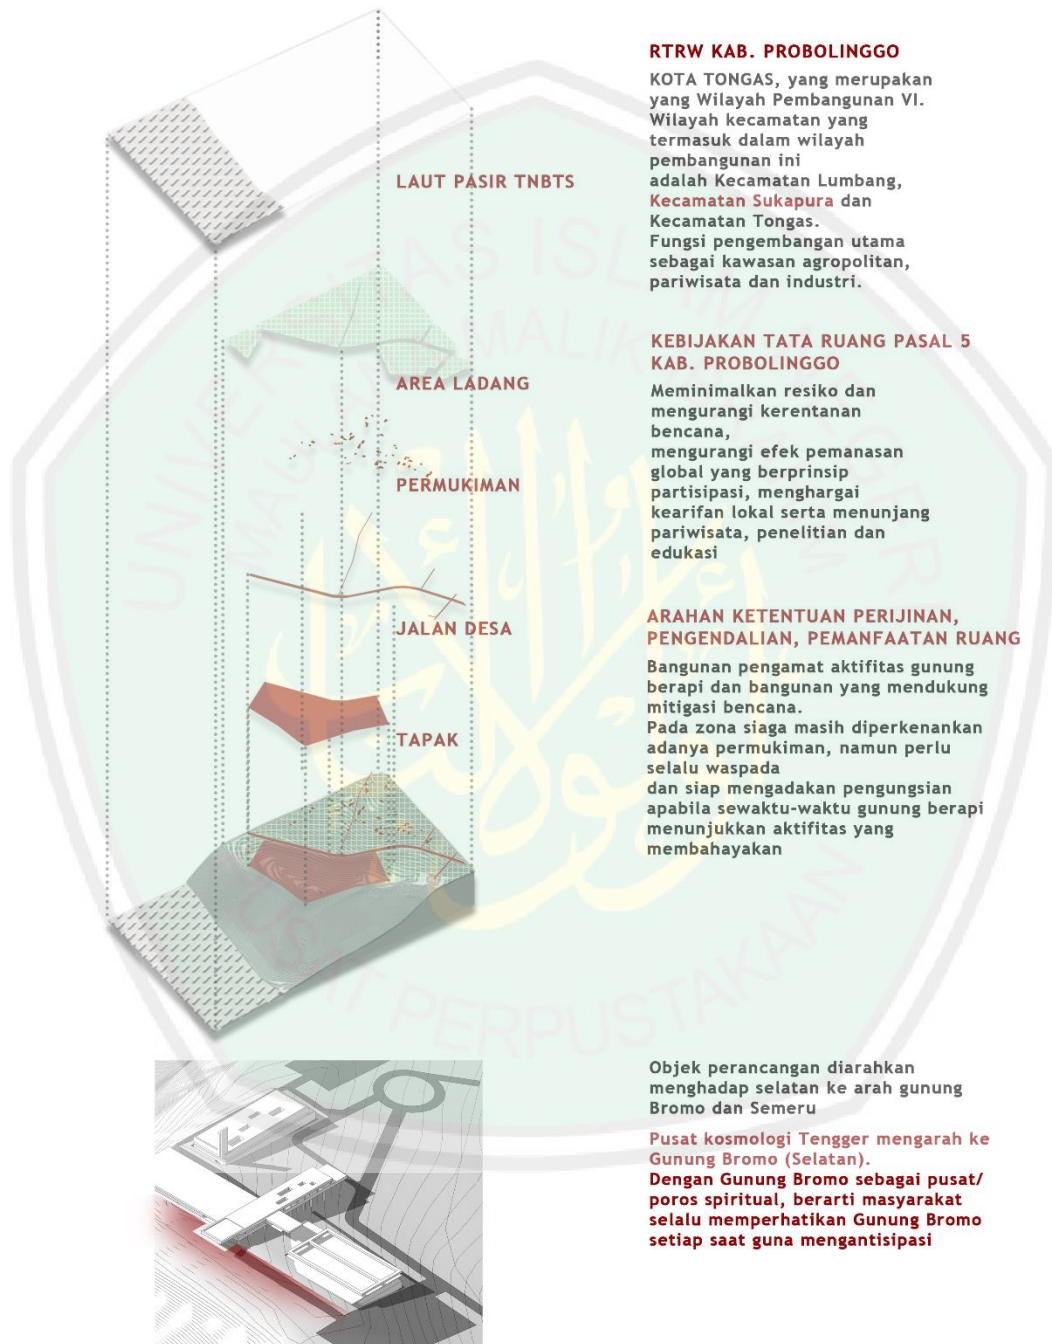 RTRW KAB. PROBOLINGGO
KOTA TONGAS, yang merupakan
yang Wilayah Pembangunan VI.
Wilayah kecamatan yang
termasuk dalam wilayah
pembangunan ini
adalah Kecamatan Lumbang,
Kecamatan Sukapura dan
Kecamatan Tongas.
Fungsi pengembangan utama
sebagai kawasan agropolitan,
pariwisata dan industri.
LAUT PASIR TNBTS
AREA LADANG
PERMUKIMAN
JALAN DESA
TAPAK
KEBIJAKAN TATA RUANG PASAL 5
KAB. PROBOLINGGO
Meminimalkan resiko dan
mengurangi kerentanan
bencana,
mengurangi efek pemanasan
global yang berprinsip
partisipasi, menghargai
kearifan lokal serta menunjang
pariwisata, penelitian dan
edukasi
ARAHAN KETENTUAN PERIJINAN,
PENGENDALIAN, PEMANFAATAN RUANG
Bangunan pengamat aktifitas gunung
berapi dan bangunan yang mendukung
mitigasi bencana.
Pada zona siaga masih diperkenankan
adanya permukiman, namun perlu
selalu waspada
dan siap mengadakan pengungsian
apabila sewaktu-waktu gunung berapi
menunjukkan aktifitas yang
membahayakan
Objek perancangan diarahkan
menghadap selatan ke arah gunung
Bromo dan Semeru
Pusat kosmologi Tengger mengarah ke
Gunung Bromo (Selatan).
Dengan Gunung Bromo sebagai pusat/
poros spiritual, berarti masyarakat
selalu memperhatikan Gunung Bromo
setiap saat guna mengantisipasi
UNIVERSITAS ISLAM NEGERI
MAULANA MALIK
PUSAT PERPUSTAKAAN